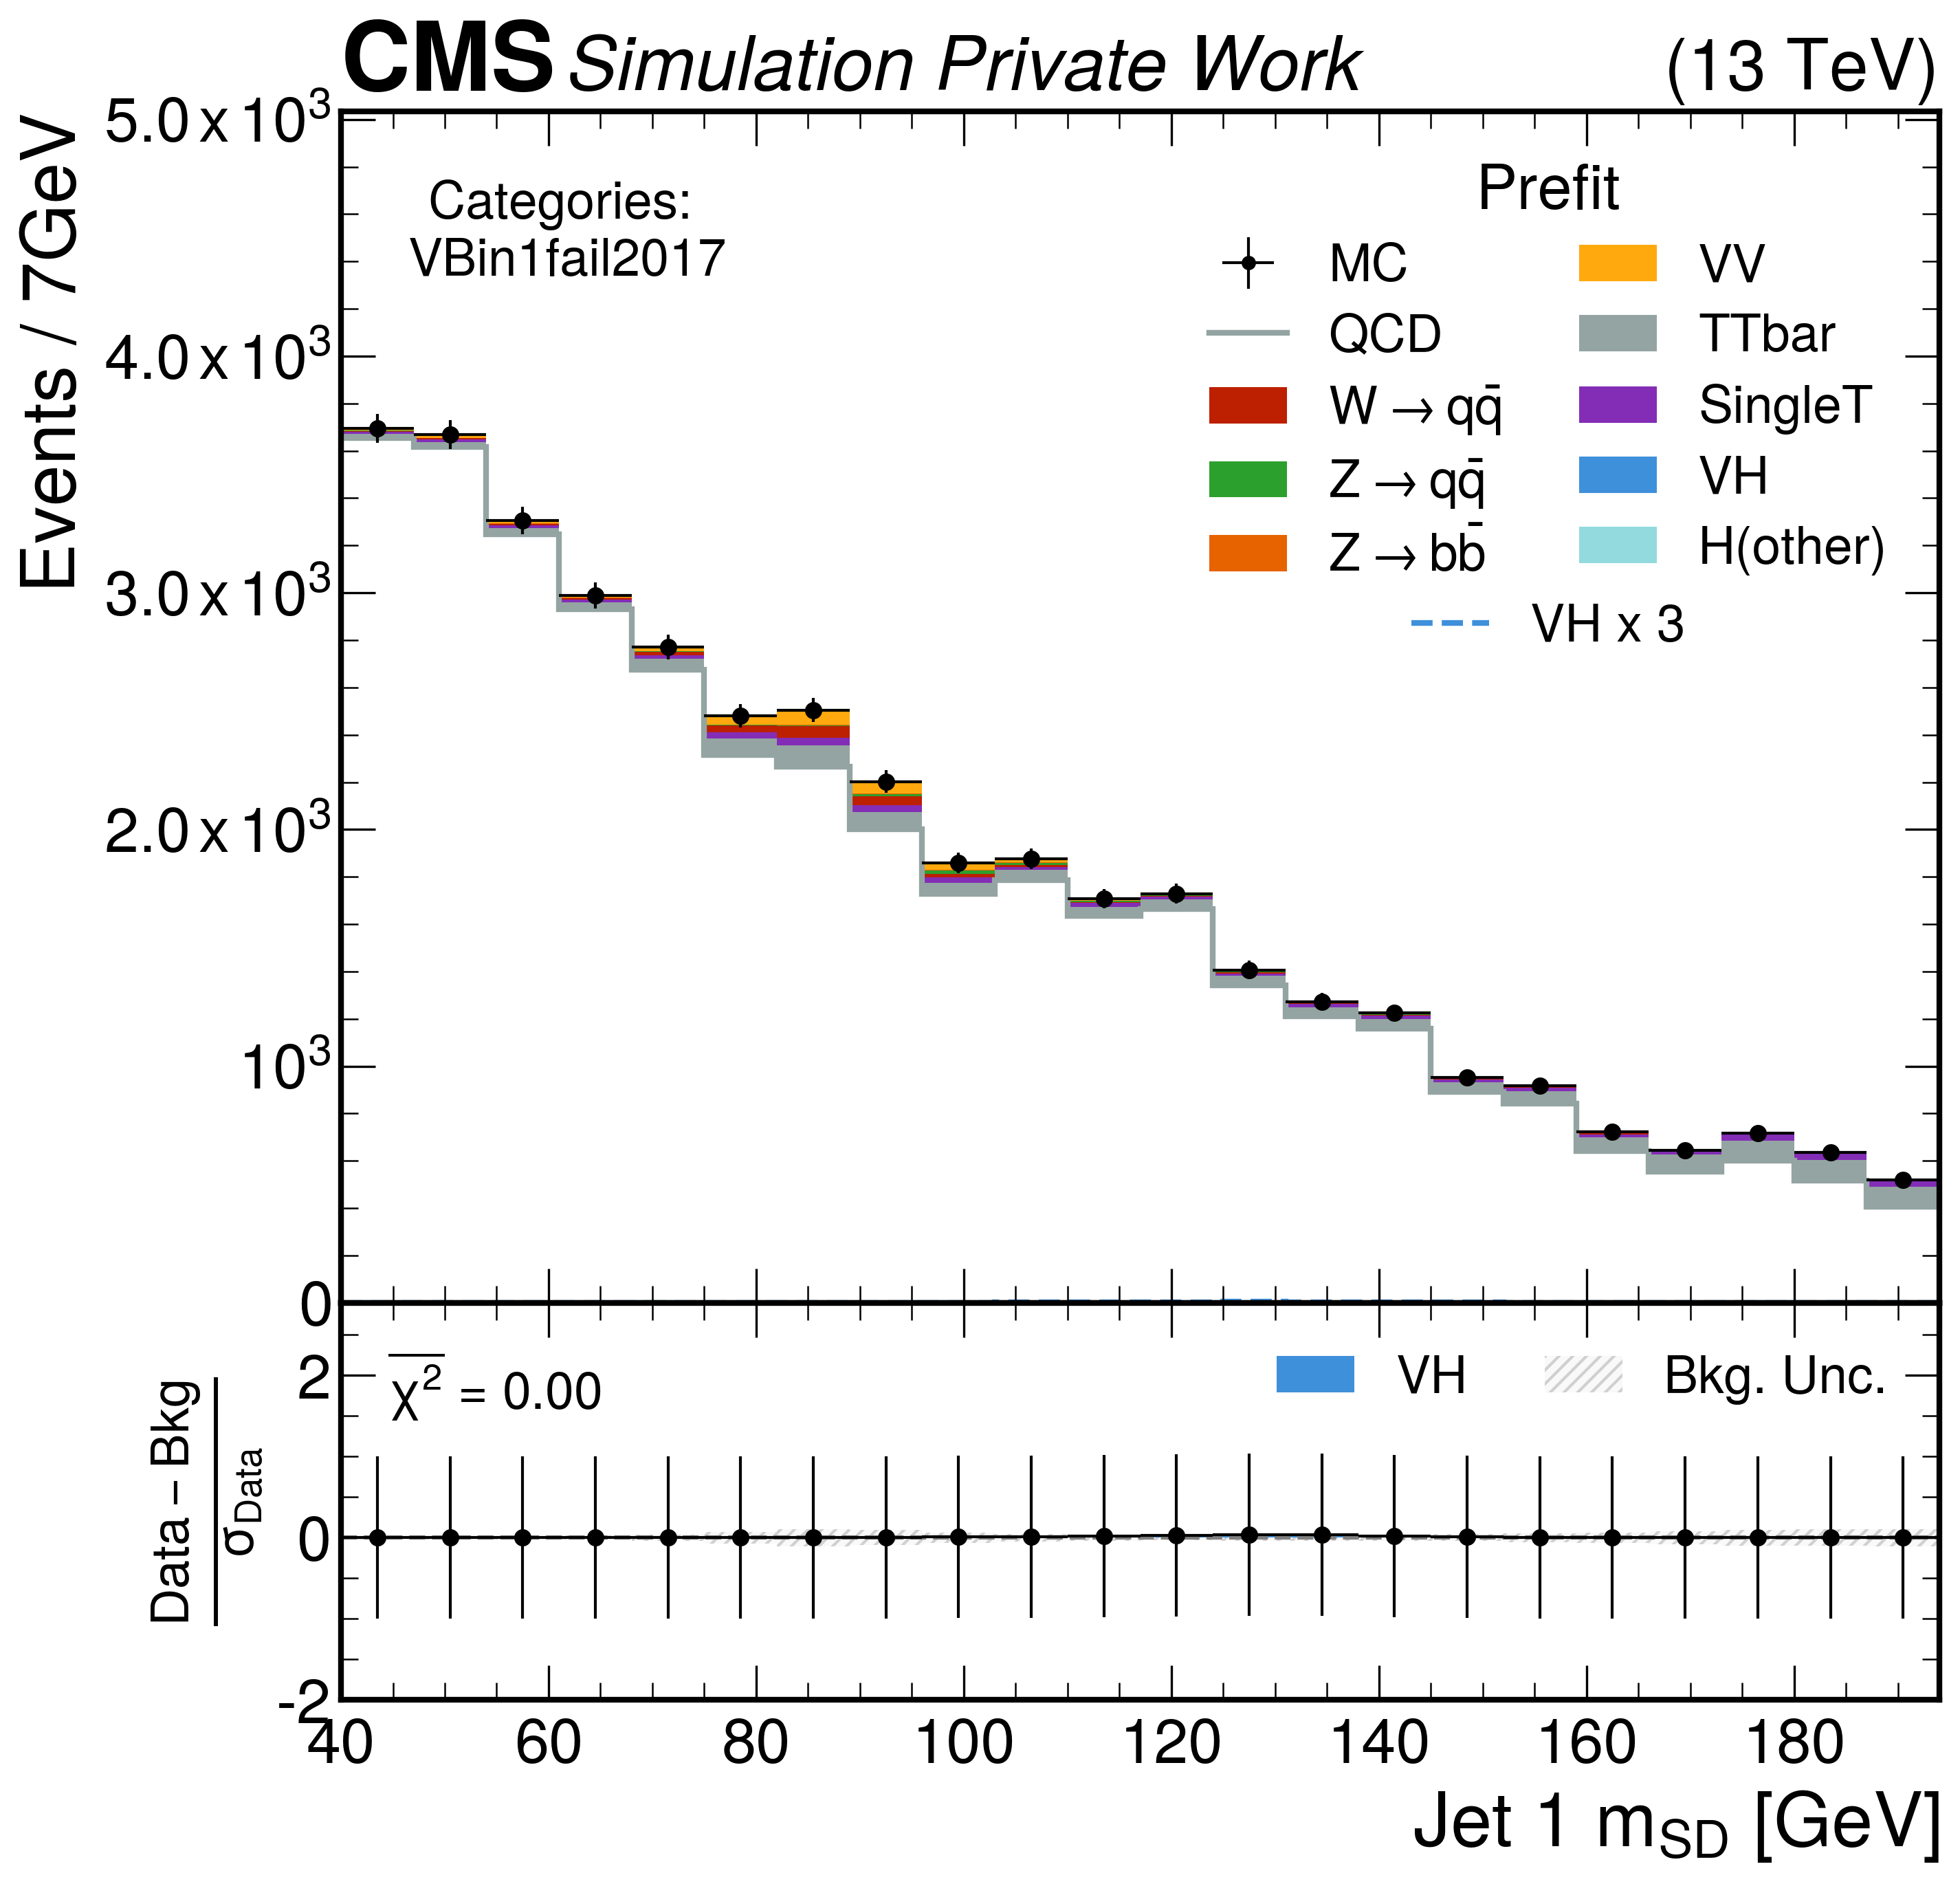 CMS Simulation Private Work (13 TeV)
Events / 7GeV
5.0 x 10³
4.0 x 10³
3.0 x 10³
2.0 x 10³
10³
0
Categories:
VBin1fail2017
Prefit
MC
QCD
W → qq̄
Z → qq̄
Z → bb̄
VV
TTbar
SingleT
VH
H(other)
VH x 3
Data − Bkg
σ_Data
2
0
-2
χ² = 0.00
VH
Bkg. Unc.
40 60 80 100 120 140 160 180
Jet 1 m_SD [GeV]